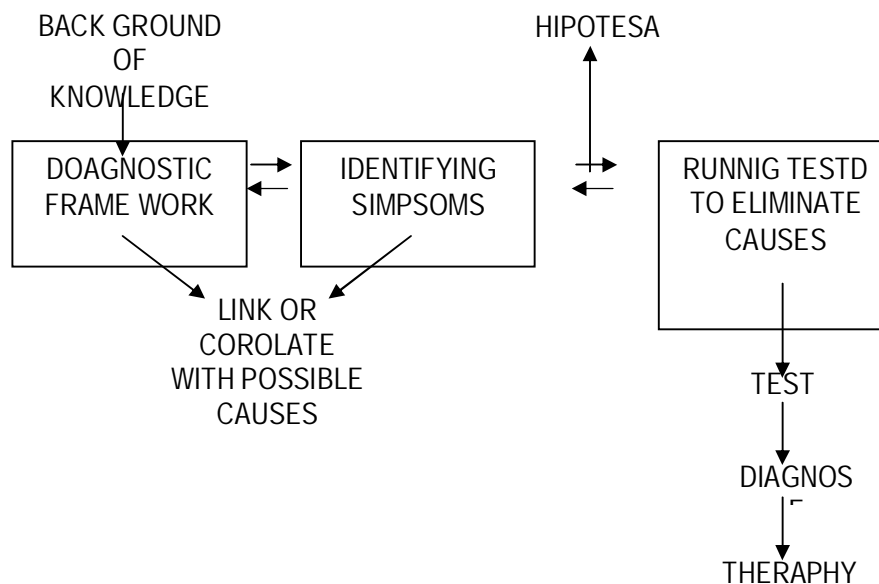 BACK GROUND
OF
KNOWLEDGE
HIPOTESA
DOAGNOSTIC
FRAME WORK
IDENTIFYING
SIMPSOMS
RUNNIG TESTD
TO ELIMINATE
CAUSES
LINK OR
COROLATE
WITH POSSIBLE
CAUSES
TEST
DIAGNOS
THERAPHY